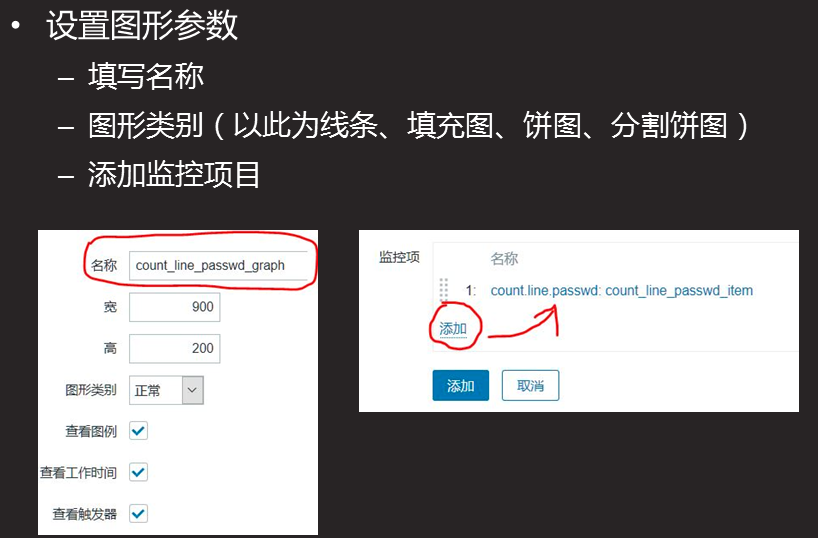 • 设置图形参数
– 填写名称
– 图形类别（以此为线条、填充图、饼图、分割饼图）
– 添加监控项目
名称 count_line_passwd_graph
宽 900
高 200
图形类别 正常
查看图例
查看工作时间
查看触发器
监控项 名称
1: count.line.passwd: count_line_passwd_item
添加
添加 取消